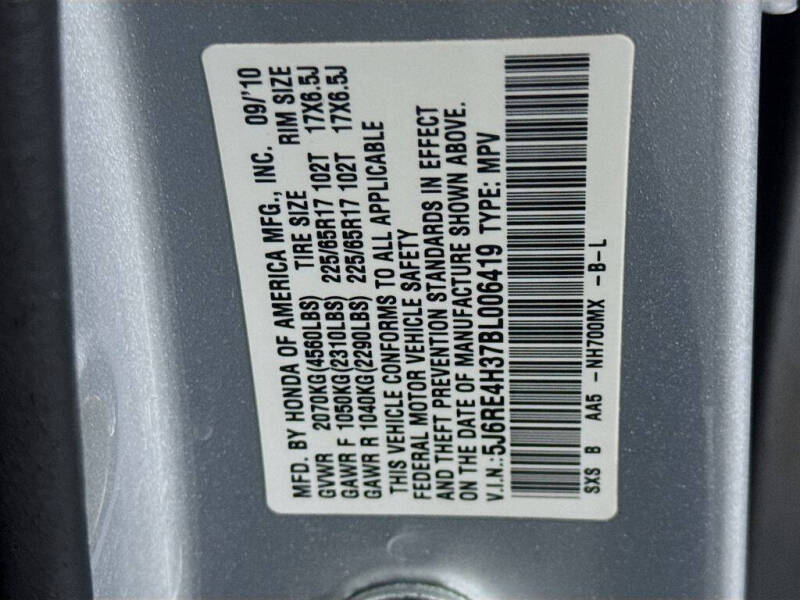 MFD. BY HONDA OF AMERICA MFG., INC. 09/'10
GVWR 2070KG(4560LBS) TIRE SIZE RIM SIZE
GAWR F 1050KG(2310LBS) 225/65R17 102T 17X6.5J
GAWR R 1040KG(2290LBS) 225/65R17 102T 17X6.5J
THIS VEHICLE CONFORMS TO ALL APPLICABLE
FEDERAL MOTOR VEHICLE SAFETY
AND THEFT PREVENTION STANDARDS IN EFFECT
ON THE DATE OF MANUFACTURE SHOWN ABOVE.
V.I.N.:5J6RE4H37BL006419 TYPE: MPV
SXS B AA5 -NH700MX -B-L